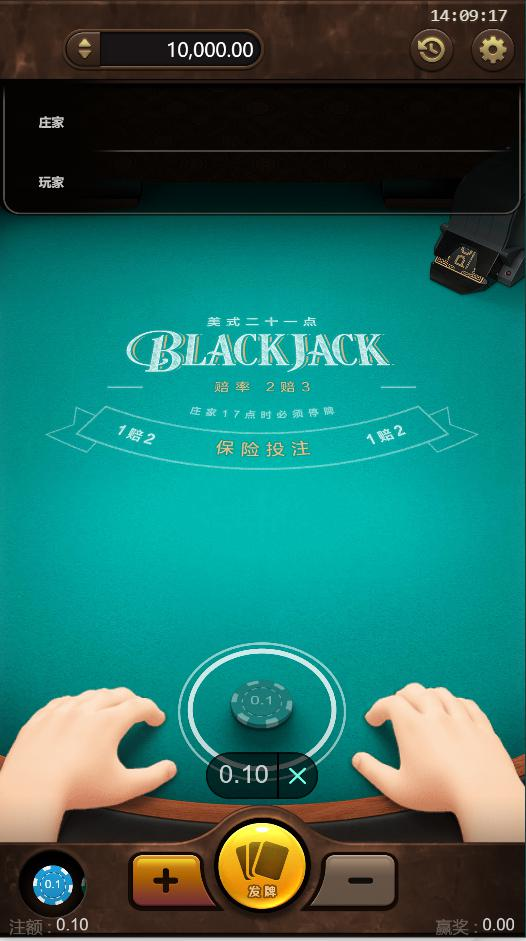 14:09:17
10,000.00
庄家
玩家
美式二十一点
BLACKJACK
赔率 2赔3
庄家17点时必须停牌
1赔2 保险投注 1赔2
0.1
0.10 ×
+ 发牌 −
0.1
注额 : 0.10 赢奖 : 0.00